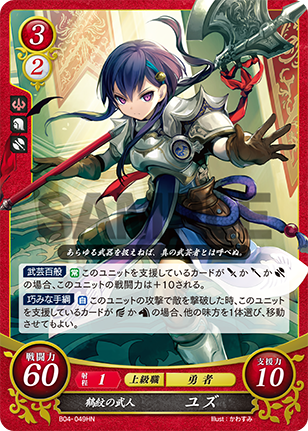 3
2
SAMPLE
あらゆる武器を扱えねば、真の武芸者とは呼べぬ。
武芸百般 常 このユニットを支援しているカードが か か か
の場合、このユニットの戦闘力は+10される。
巧みな手綱 自 このユニットの攻撃で敵を撃破した時、このユニ
ットを支援しているカードが の場合、他の味方を1体選び、移動
させてもよい。
戦闘力 60
射程 1 上級職 勇者
支援力 10
鶴紋の武人 ユズ
B04-049HN Illust:かわすみ